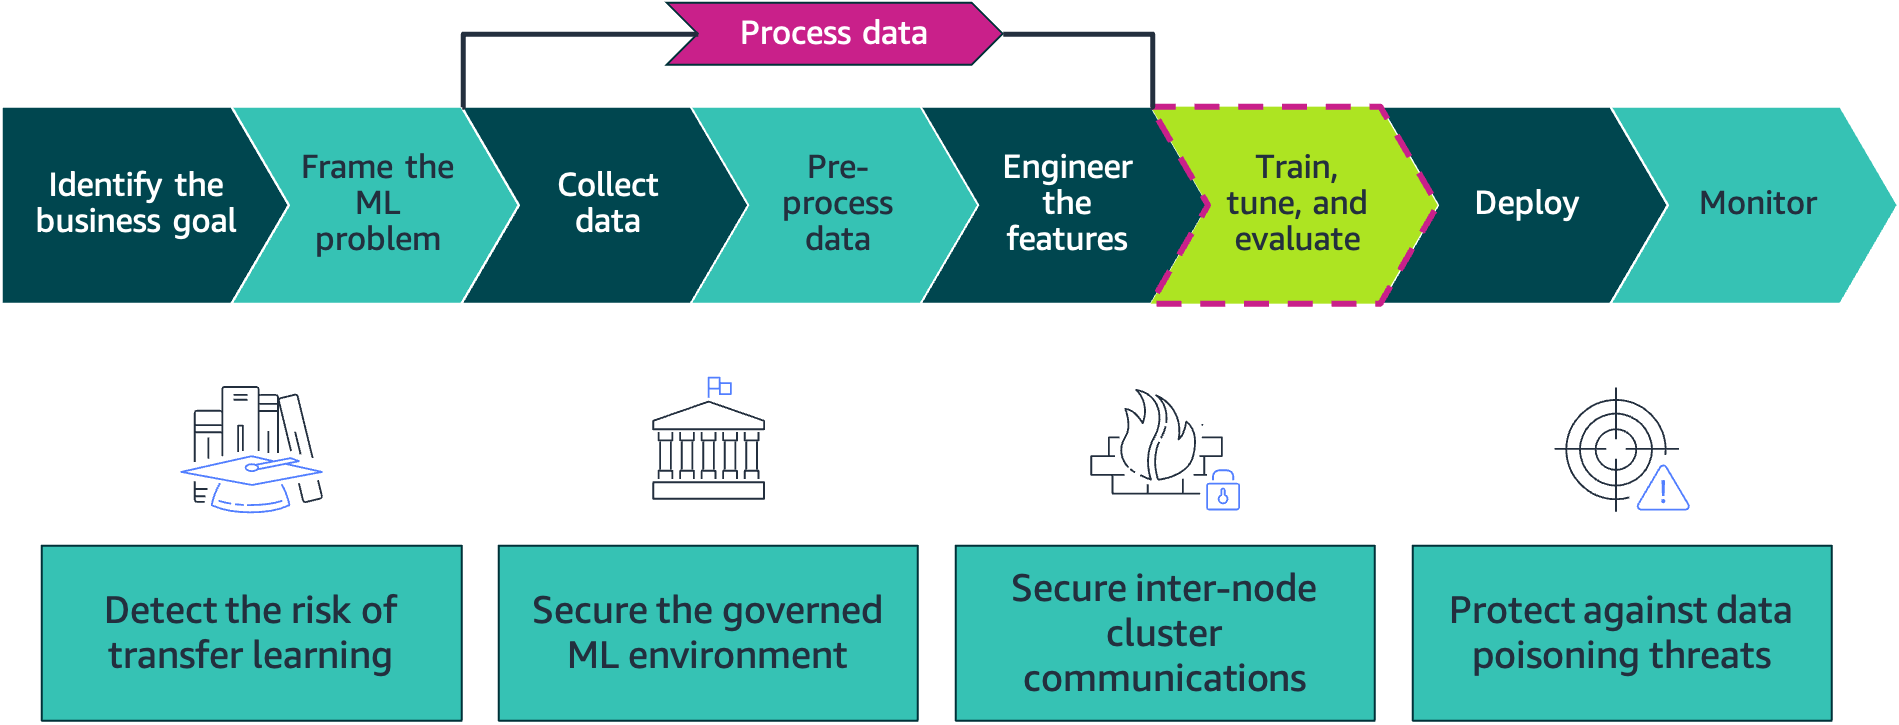 Process data
Identify the
business goal
Frame the
ML
problem
Collect
data
Pre-
process
data
Engineer
the
features
Train,
tune, and
evaluate
Deploy
Monitor
Detect the risk of
transfer learning
Secure the governed
ML environment
Secure inter-node
cluster
communications
Protect against data
poisoning threats